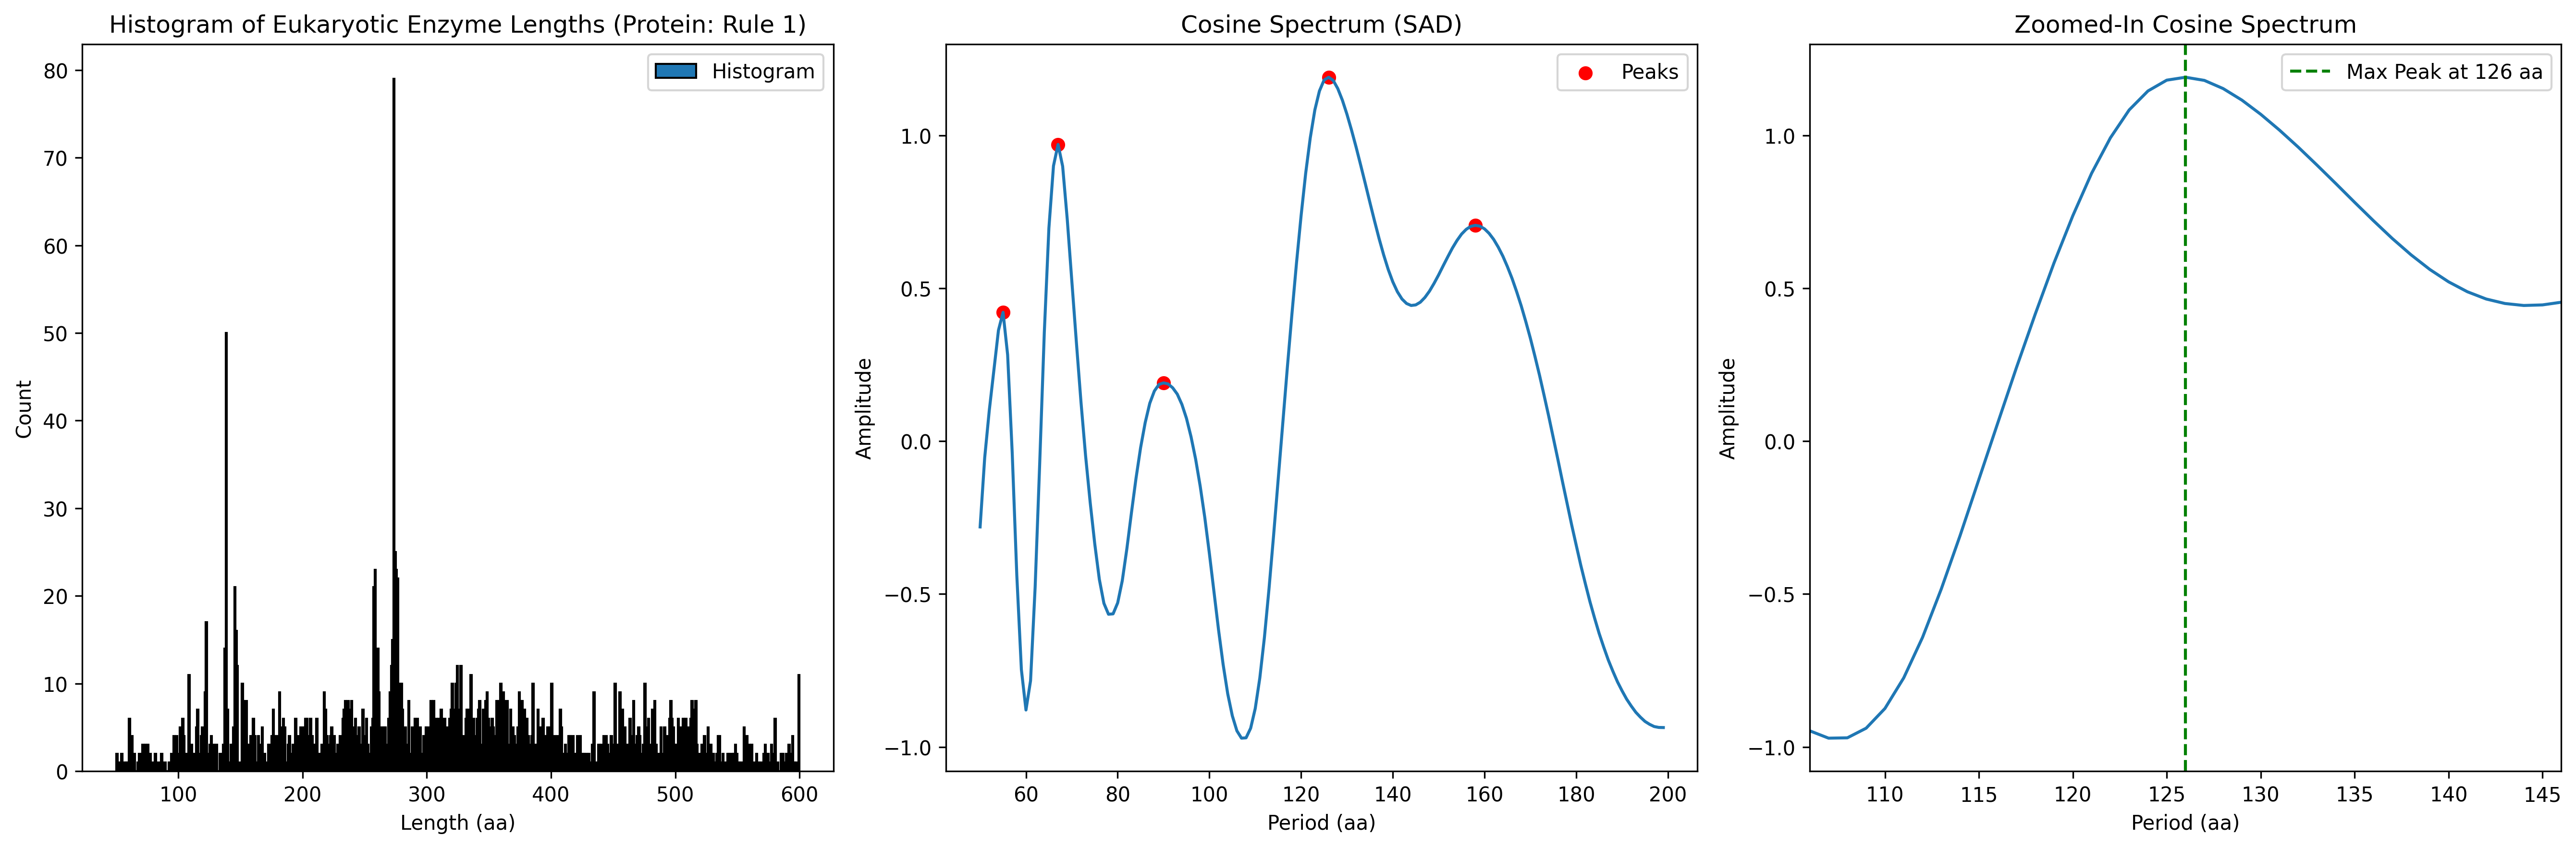 Histogram of Eukaryotic Enzyme Lengths (Protein: Rule 1)
Histogram
80
70
60
50
40
30
20
10
0
Count
100 200 300 400 500 600
Length (aa)
Cosine Spectrum (SAD)
Peaks
1.0
0.5
0.0
−0.5
−1.0
Amplitude
60 80 100 120 140 160 180 200
Period (aa)
Zoomed-In Cosine Spectrum
Max Peak at 126 aa
1.0
0.5
0.0
−0.5
−1.0
Amplitude
110 115 120 125 130 135 140 145
Period (aa)